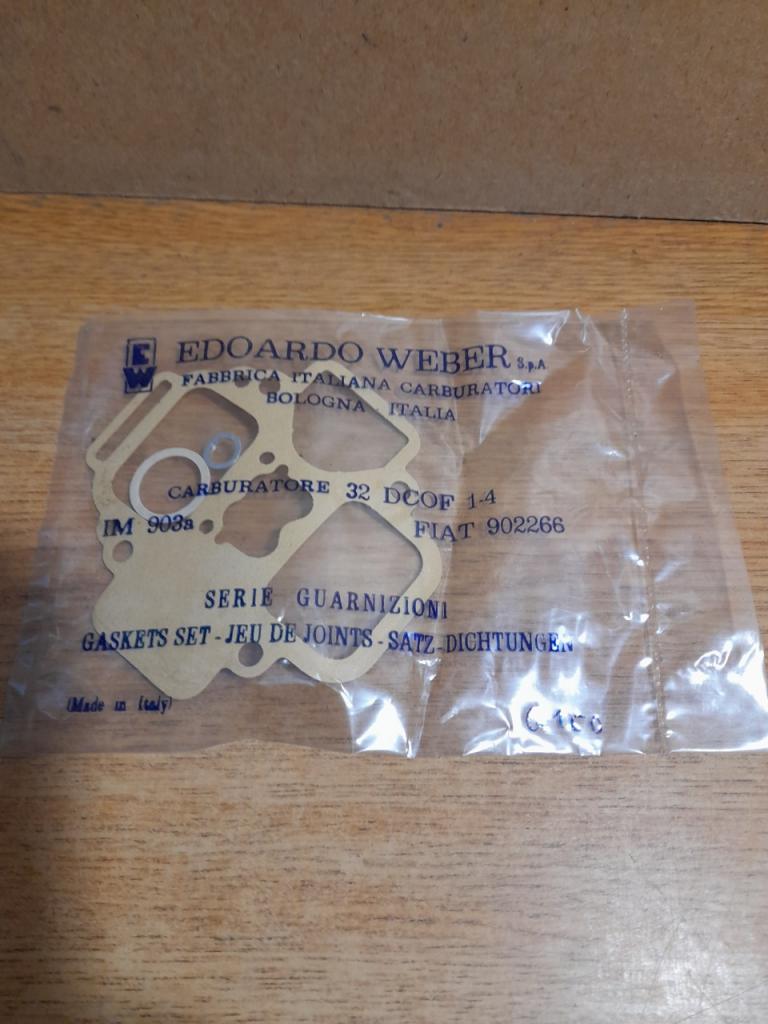 EW
EDOARDO WEBER S.p.A.
FABBRICA ITALIANA CARBURATORI
BOLOGNA - ITALIA
CARBURATORE 32 DCOF 1-4
IM 903a FIAT 902266
SERIE GUARNIZIONI
GASKETS SET - JEU DE JOINTS - SATZ-DICHTUNGEN
(Made in Italy)